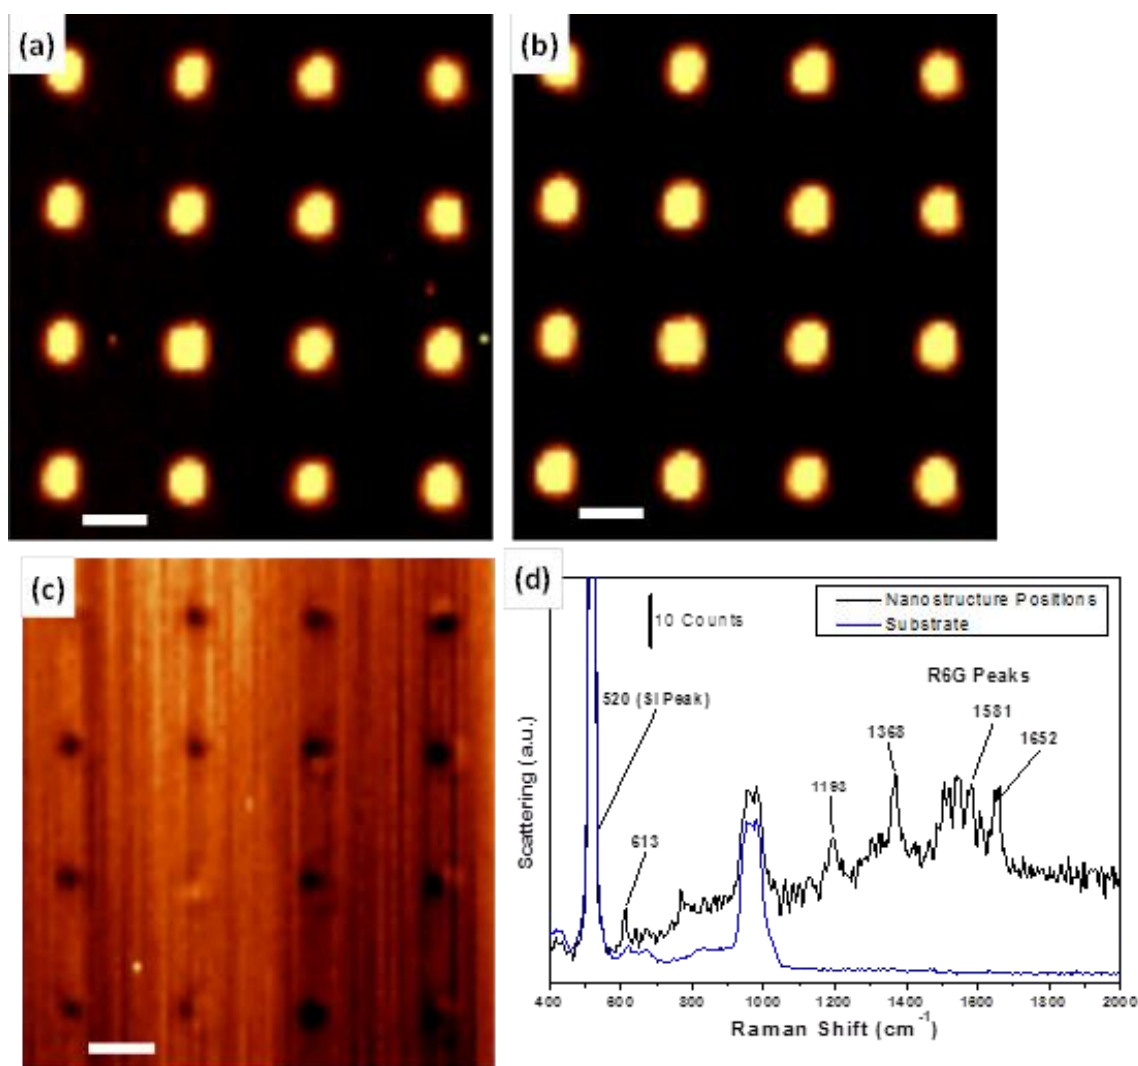 (a)
(b)
(c)
(d)
10 Counts
Nanostructure Positions
Substrate
R6G Peaks
520 (SI Peak)
613
1193
1368
1581
1652
Scattering (a.u.)
400 600 800 1000 1200 1400 1600 1800 2000
Raman Shift (cm-1)